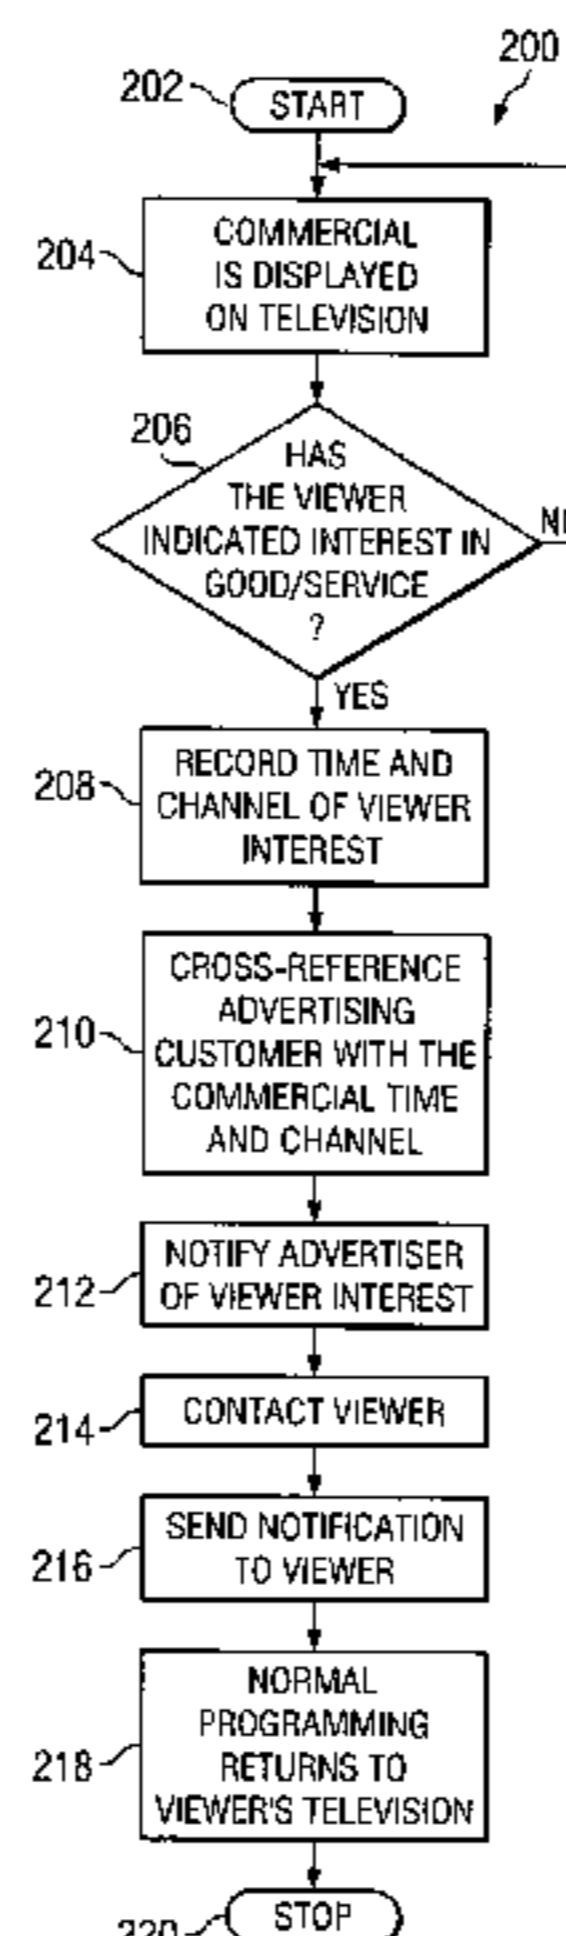 200
202
START
204
COMMERCIAL
IS DISPLAYED
ON TELEVISION
206
HAS
THE VIEWER
INDICATED INTEREST IN
GOOD/SERVICE
?
YES
208
RECORD TIME AND
CHANNEL OF VIEWER
INTEREST
210
CROSS-REFERENCE
ADVERTISING
CUSTOMER WITH THE
COMMERCIAL TIME
AND CHANNEL
212
NOTIFY ADVERTISER
OF VIEWER INTEREST
214
CONTACT VIEWER
216
SEND NOTIFICATION
TO VIEWER
218
NORMAL
PROGRAMMING
RETURNS TO
VIEWER'S TELEVISION
220
STOP